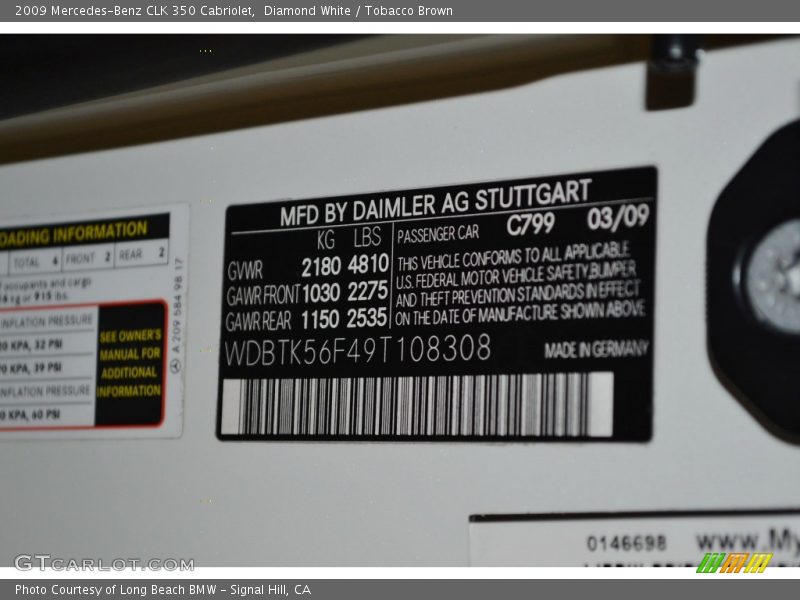 2009 Mercedes-Benz CLK 350 Cabriolet, Diamond White / Tobacco Brown
MFD BY DAIMLER AG STUTTGART
KG LBS PASSENGER CAR C799 03/09
GVWR 2180 4810
GAWR FRONT 1030 2275
GAWR REAR 1150 2535
THIS VEHICLE CONFORMS TO ALL APPLICABLE
U.S. FEDERAL MOTOR VEHICLE SAFETY, BUMPER
AND THEFT PREVENTION STANDARDS IN EFFECT
ON THE DATE OF MANUFACTURE SHOWN ABOVE
WDBTK56F49T108308 MADE IN GERMANY
OADING INFORMATION
TOTAL 4 FRONT 2 REAR 2
occupants and cargo
kg or 915 lbs.
INFLATION PRESSURE
KPA, 32 PSI
KPA, 39 PSI
INFLATION PRESSURE
KPA, 60 PSI
SEE OWNER'S
MANUAL FOR
ADDITIONAL
INFORMATION
A 209 584 98 17
0146698 www.My
GTCARLOT.COM
Photo Courtesy of Long Beach BMW - Signal Hill, CA